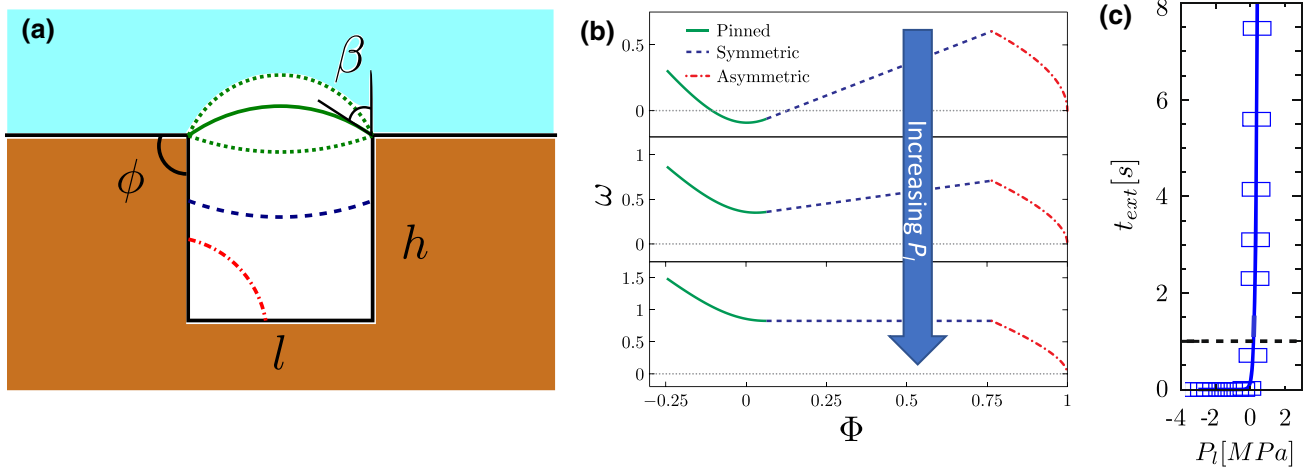 (a)
β
ϕ
h
l
(b)
Pinned
Symmetric
Asymmetric
0.5
0
1
0.5
0
1.5
1
0.5
0
ω
Increasing Pₗ
−0.25
0
0.25
0.5
0.75
1
Φ
(c)
8
6
4
2
0
t_ext[s]
-4
-2
0
2
Pₗ[MPa]